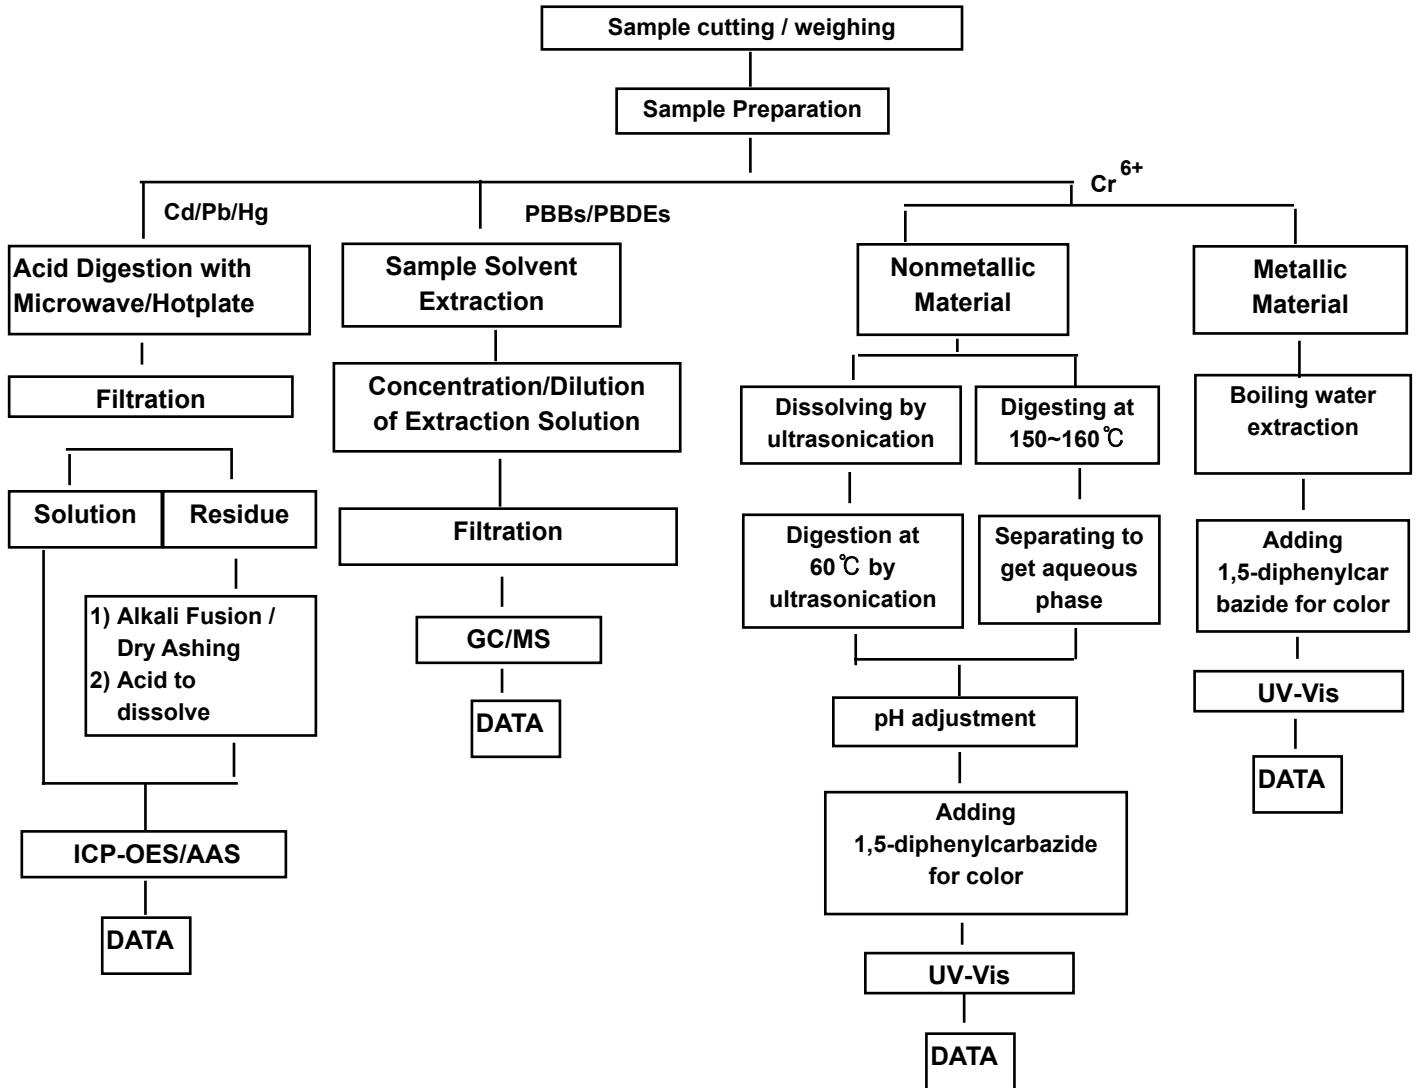 Sample cutting / weighing
Sample Preparation
Cr 6+
Cd/Pb/Hg
PBBs/PBDEs
Acid Digestion with
Microwave/Hotplate
Sample Solvent
Extraction
Nonmetallic
Material
Metallic
Material
Filtration
Concentration/Dilution
of Extraction Solution
Dissolving by
ultrasonication
Digesting at
150~160℃
Boiling water
extraction
Solution
Residue
Filtration
Digestion at
60℃ by
ultrasonication
Separating to
get aqueous
phase
Adding
1,5-diphenylcar
bazide for color
1) Alkali Fusion /
Dry Ashing
2) Acid to
dissolve
GC/MS
UV-Vis
DATA
pH adjustment
DATA
Adding
1,5-diphenylcarbazide
for color
ICP-OES/AAS
DATA
UV-Vis
DATA